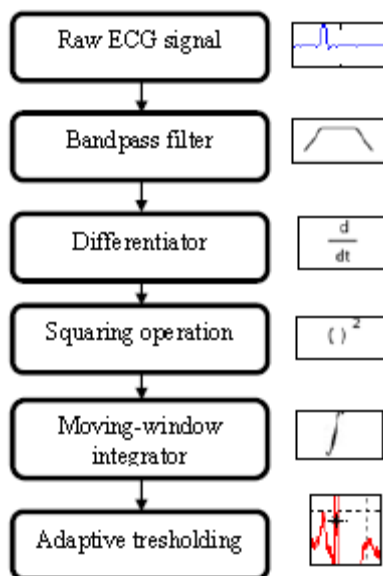 Raw ECG signal
Bandpass filter
Differentiator
d
dt
Squaring operation
( ) 2
Moving-window
integrator
∫
Adaptive tresholding